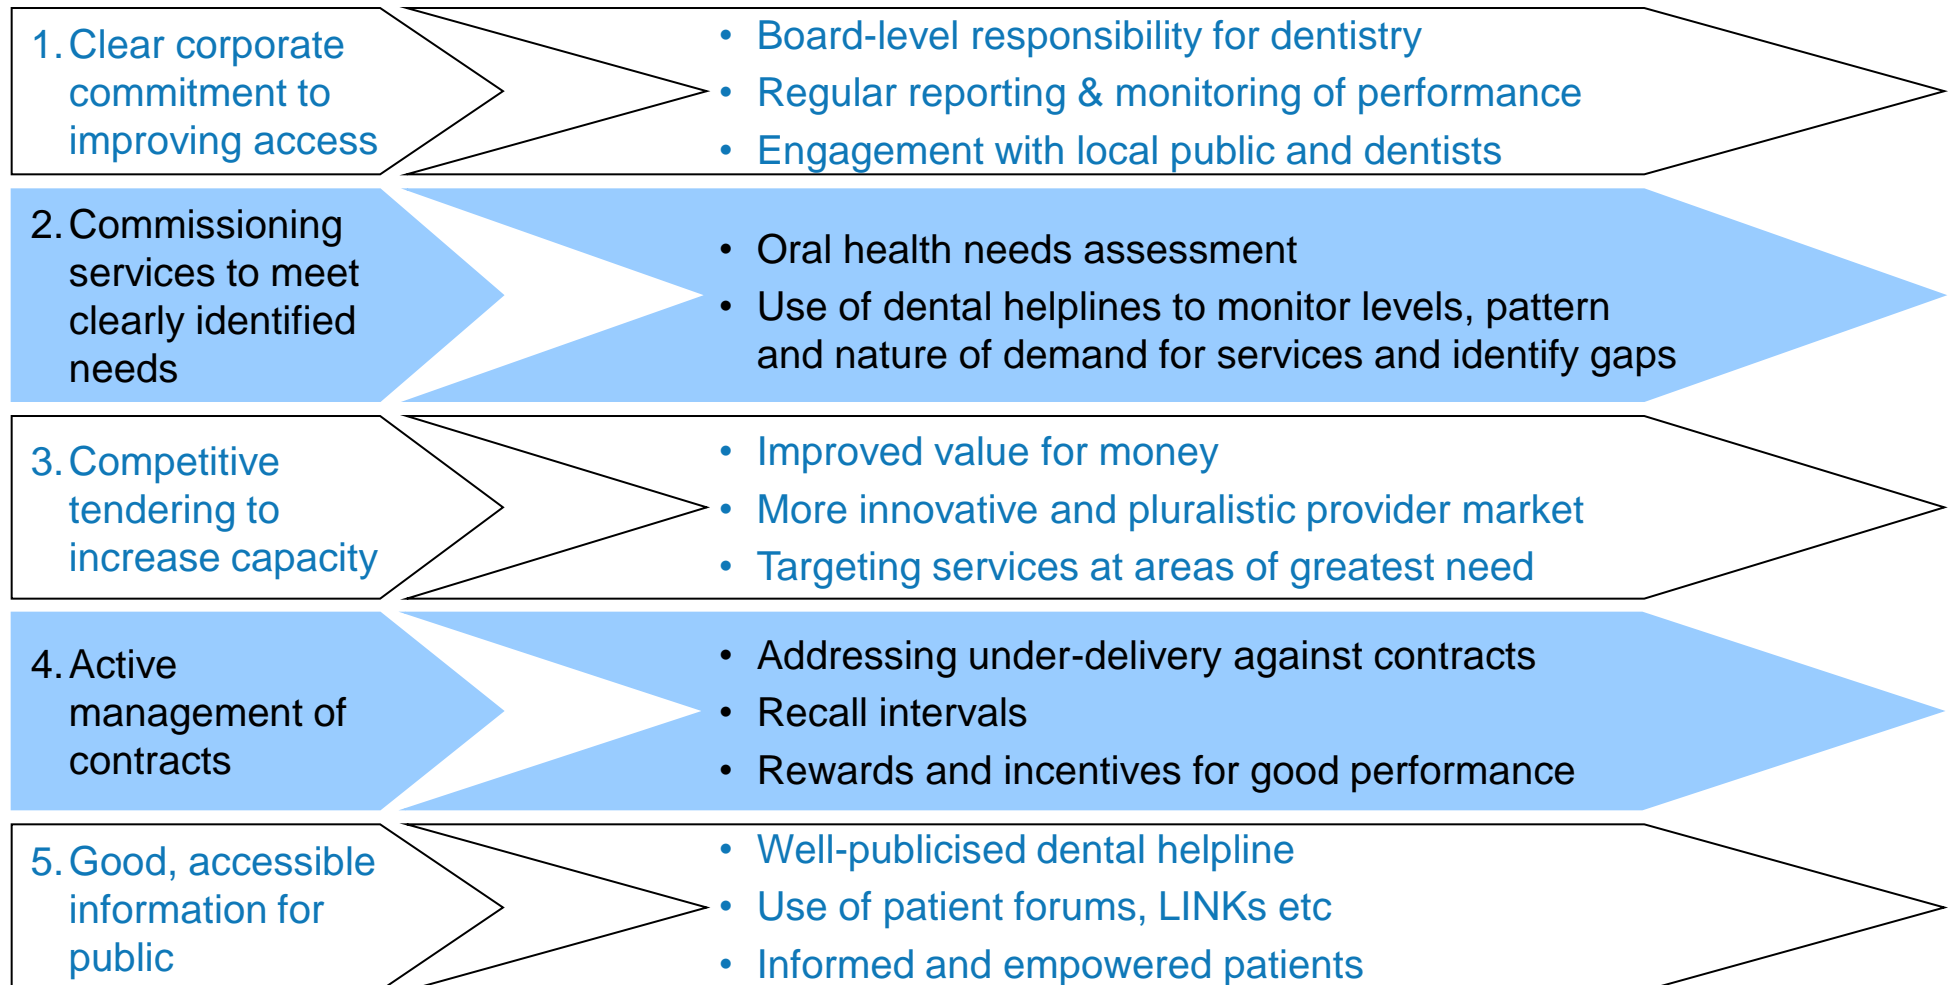 1. Clear corporate
commitment to
improving access
• Board-level responsibility for dentistry
• Regular reporting & monitoring of performance
• Engagement with local public and dentists
2. Commissioning
services to meet
clearly identified
needs
• Oral health needs assessment
• Use of dental helplines to monitor levels, pattern
and nature of demand for services and identify gaps
3. Competitive
tendering to
increase capacity
• Improved value for money
• More innovative and pluralistic provider market
• Targeting services at areas of greatest need
4. Active
management of
contracts
• Addressing under-delivery against contracts
• Recall intervals
• Rewards and incentives for good performance
5. Good, accessible
information for
public
• Well-publicised dental helpline
• Use of patient forums, LINKs etc
• Informed and empowered patients